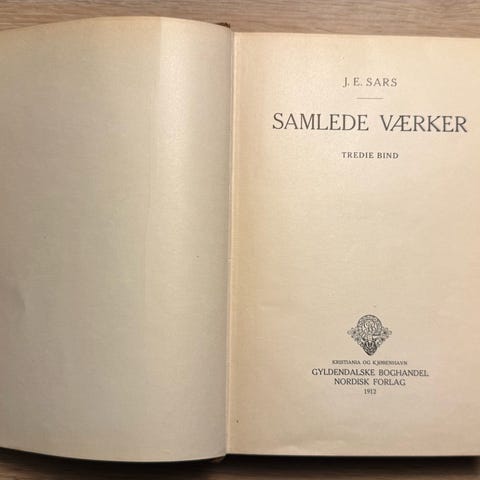 J. E. SARS
SAMLEDE VÆRKER
TREDIE BIND
KRISTIANIA OG KJØBENHAVN
GYLDENDALSKE BOGHANDEL
NORDISK FORLAG
1912